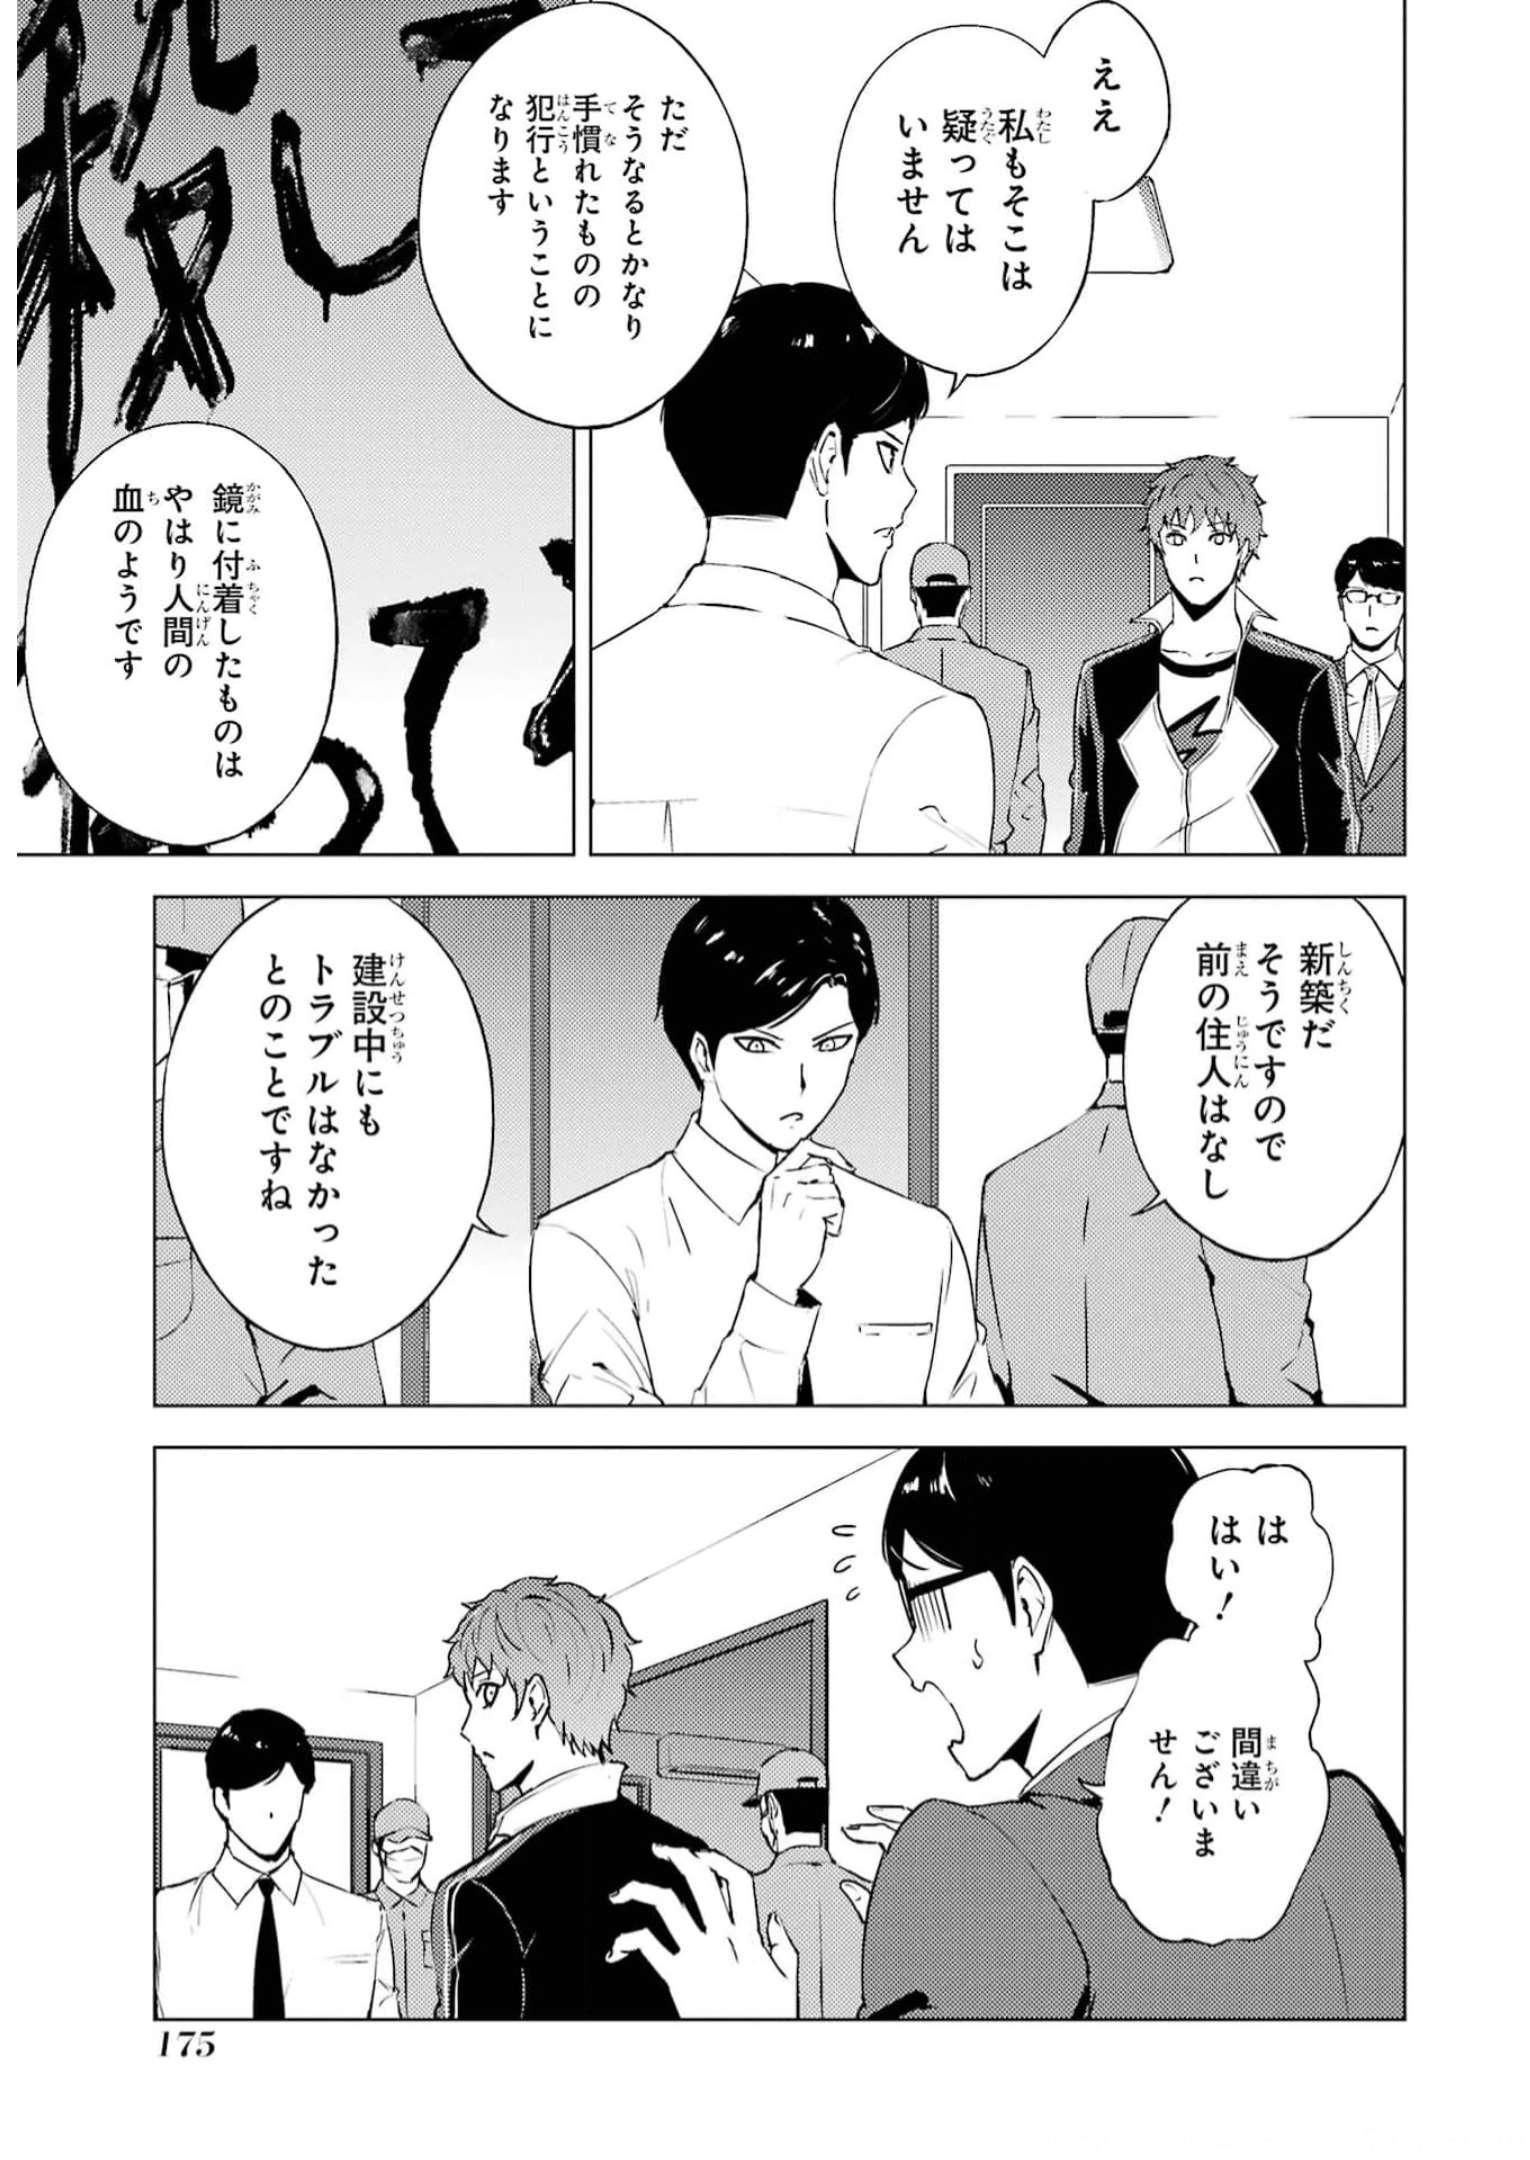 ええ
私もそこは
疑っては
いません
ただ
そうなるとかなり
手慣れたものの
犯行ということに
なります
鏡に付着したものは
やはり人間の
血のようです
新築だ
そうですので
前の住人はなし
建設中にも
トラブルはなかった
とのことですね
は
はい!
間違い
ございま
せん!
175